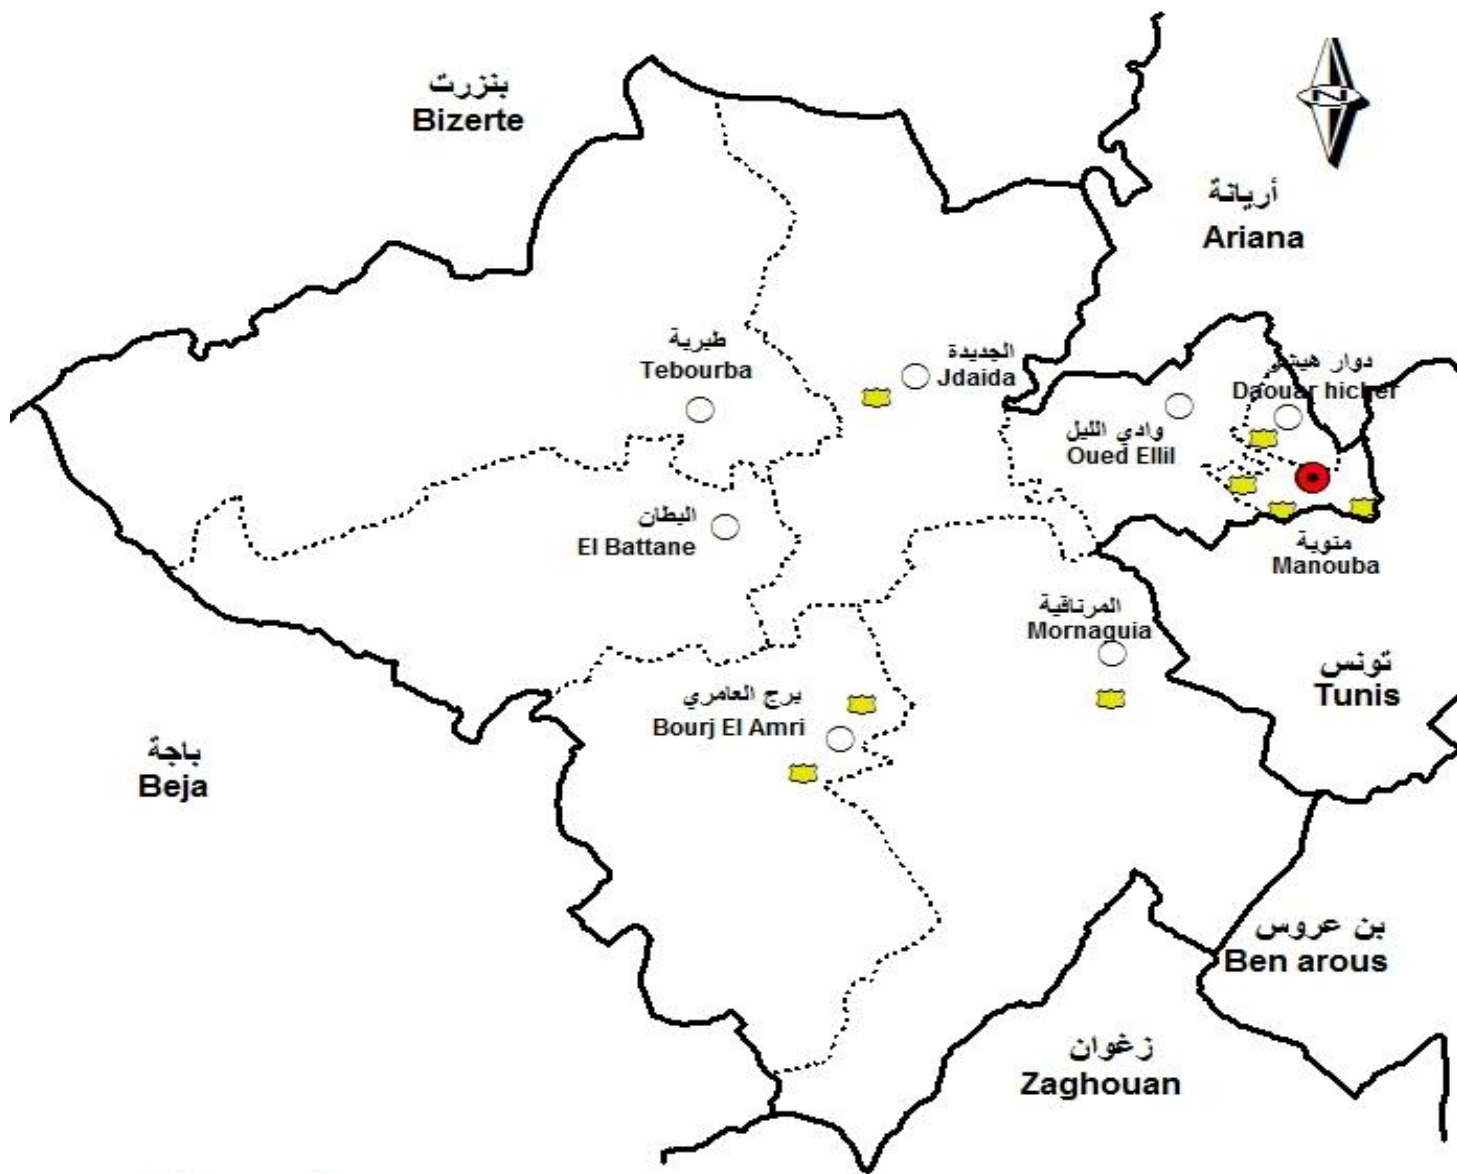 بنزرت
Bizerte
N
أريانة
Ariana
طبربة
Tebourba
الجديدة
Jdaida
دوار هيشر
Daouar hicher
وادي الليل
Oued Ellil
البطان
El Battane
منوبة
Manouba
المرناقية
Mornaguia
تونس
Tunis
برج العامري
Bourj El Amri
باجة
Beja
بن عروس
Ben arous
زغوان
Zaghouan